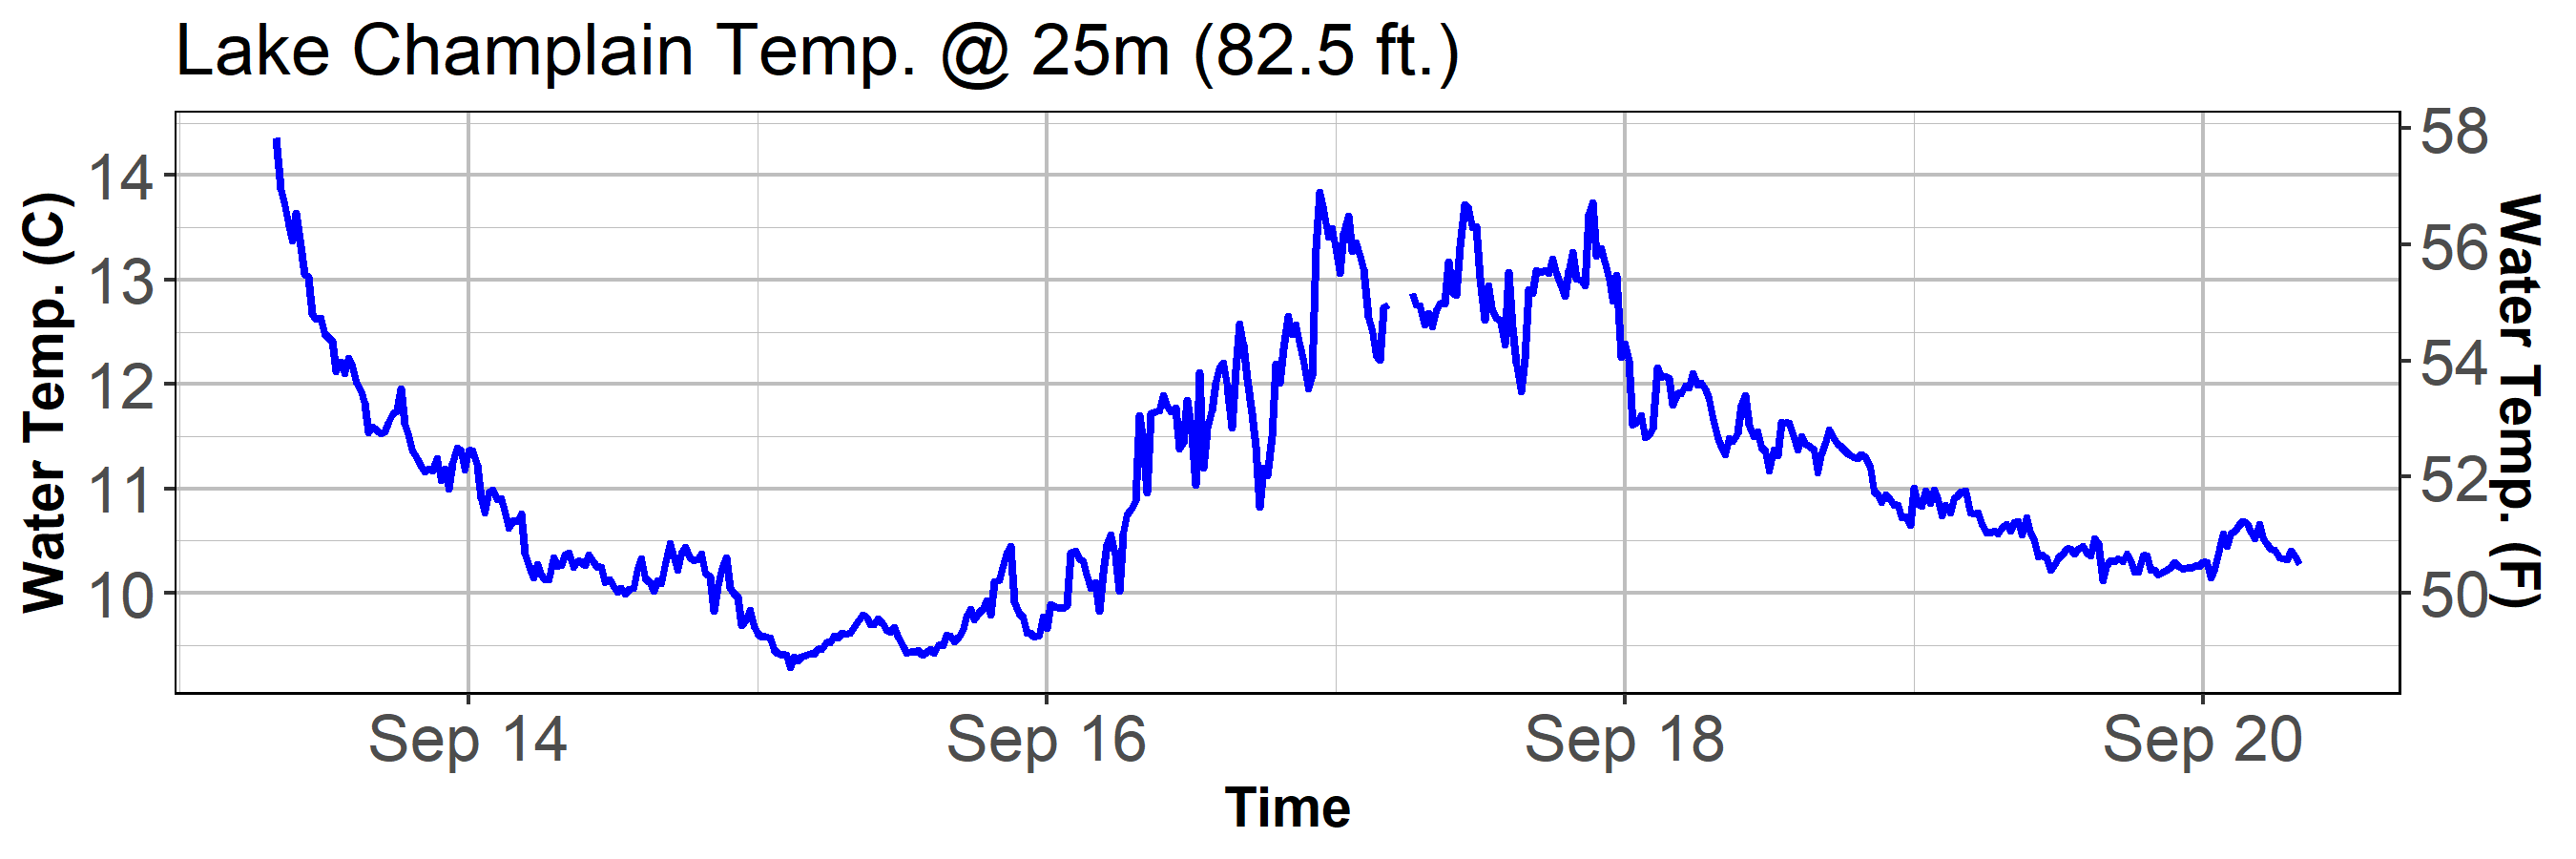 Lake Champlain Temp. @ 25m (82.5 ft.)
Water Temp. (C)
14
13
12
11
10
58
56
54
52
50
Water Temp. (F)
Sep 14 Sep 16 Sep 18 Sep 20
Time